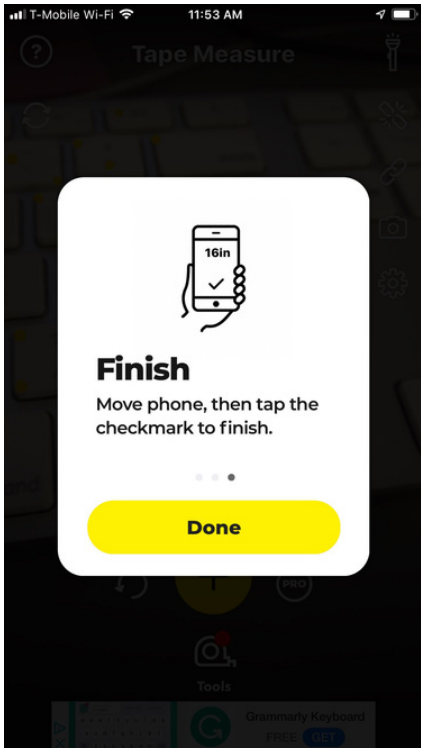 T-Mobile Wi-Fi
11:53 AM
Tape Measure
16in
Finish
Move phone, then tap the
checkmark to finish.
Done
PRO
Tools
Grammarly Keyboard
FREE GET